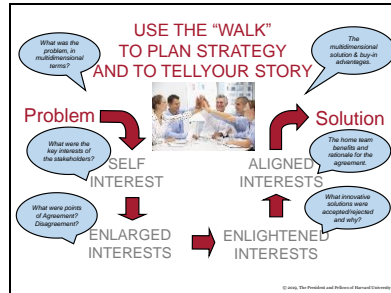 USE THE “WALK”
TO PLAN STRATEGY
AND TO TELLYOUR STORY
What was
the problem, in
multidimensional
terms?
The
multidimensional
solution & buy-in
advantages.
Problem
Solution
What were
the key interests of
the stakeholders?
SELF
INTEREST
ALIGNED
INTERESTS
The home team
benefits and
rationale for the
agreement.
What were points
of Agreement?
Disagreement?
ENLARGED
INTERESTS
ENLIGHTENED
INTERESTS
What innovative
solutions were
accepted/rejected
and why?
© 2019, The President and Fellows of Harvard University